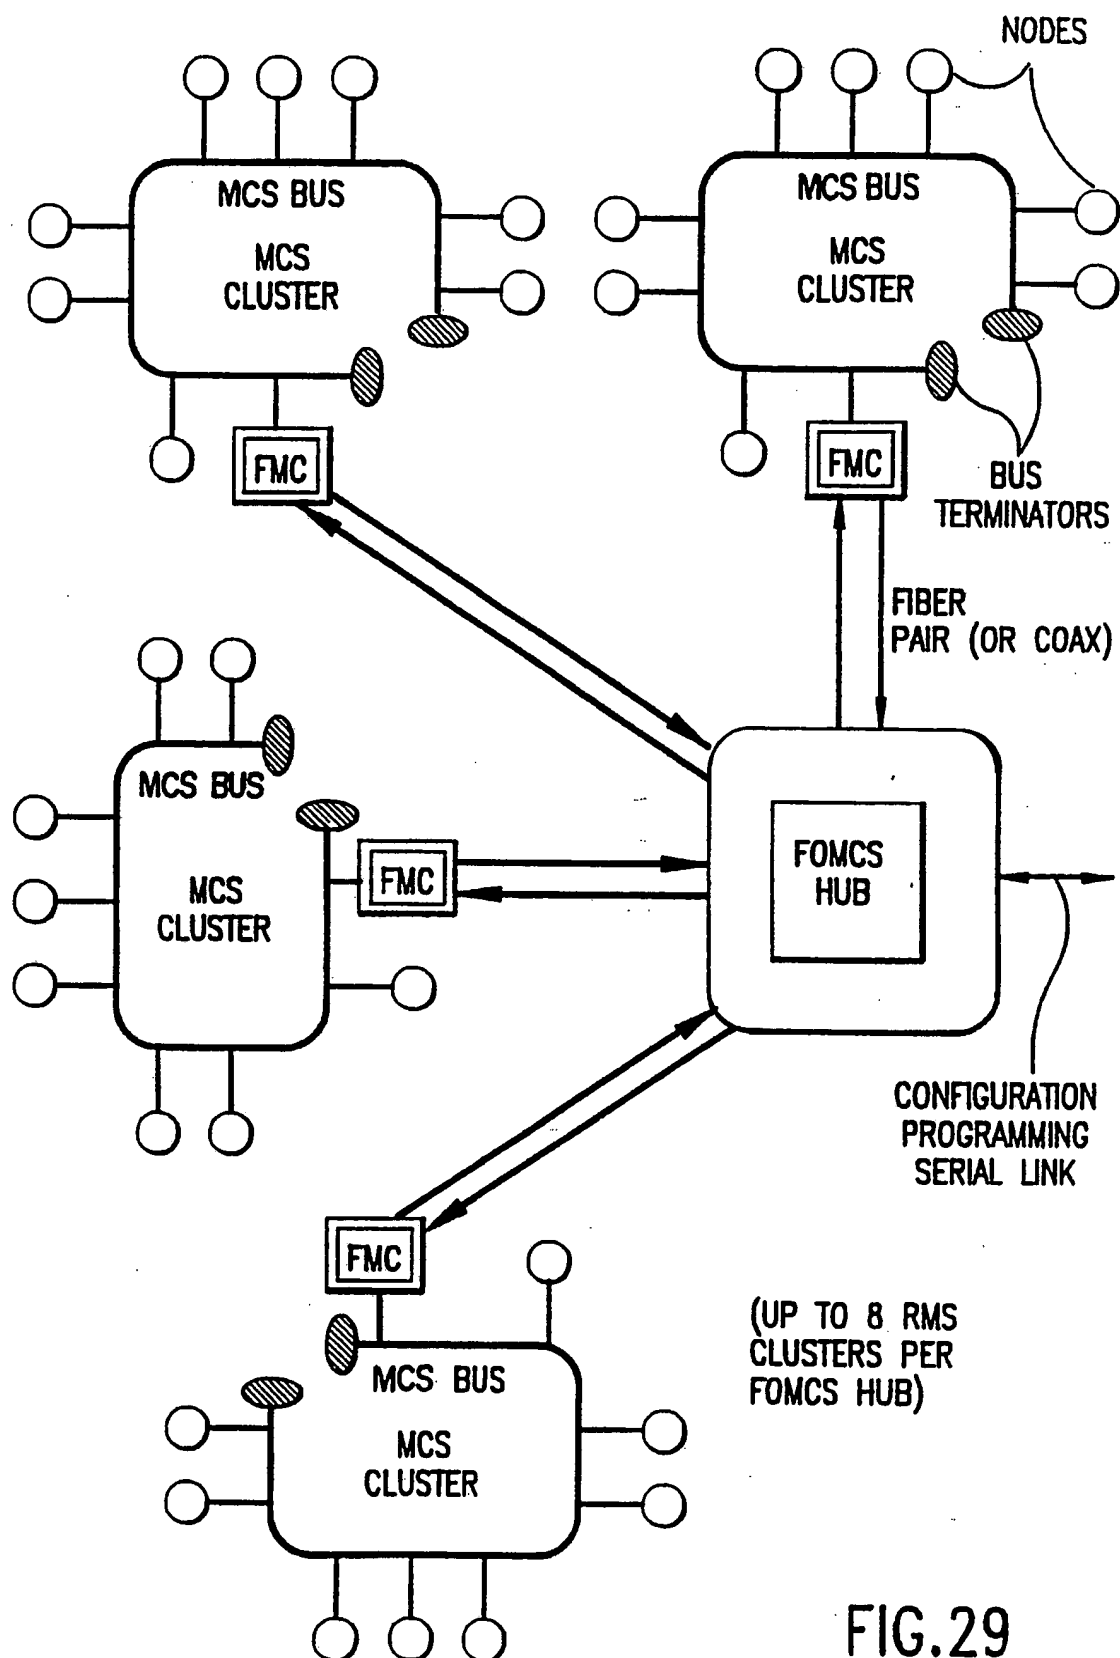 NODES
MCS BUS
MCS
CLUSTER
MCS BUS
MCS
CLUSTER
FMC
FMC
BUS
TERMINATORS
FIBER
PAIR (OR COAX)
MCS BUS
MCS
CLUSTER
FMC
FOMCS
HUB
CONFIGURATION
PROGRAMMING
SERIAL LINK
FMC
MCS BUS
MCS
CLUSTER
(UP TO 8 RMS
CLUSTERS PER
FOMCS HUB)
FIG.29